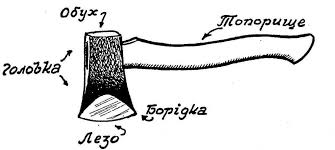 Обух
Топорище
Головка
Борідка
Лезо